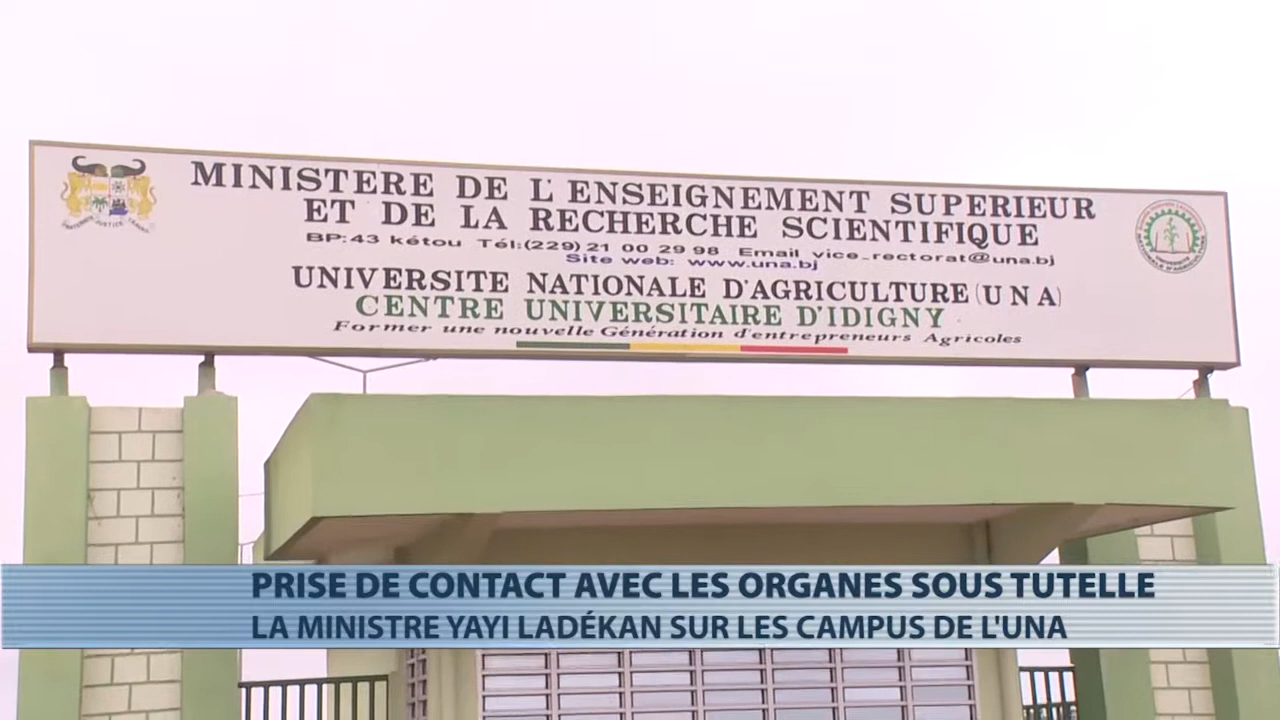 MINISTERE DE L'ENSEIGNEMENT SUPERIEUR
ET DE LA RECHERCHE SCIENTIFIQUE
BP:43 kétou Tél:(229) 21 00 29 98 Email vice_rectorat@una.bj
Site web: www.una.bj
UNIVERSITE NATIONALE D'AGRICULTURE (UNA)
CENTRE UNIVERSITAIRE D'IDIGNY
Former une nouvelle Génération d'entrepreneurs Agricoles
PRISE DE CONTACT AVEC LES ORGANES SOUS TUTELLE
LA MINISTRE YAYI LADÉKAN SUR LES CAMPUS DE L'UNA